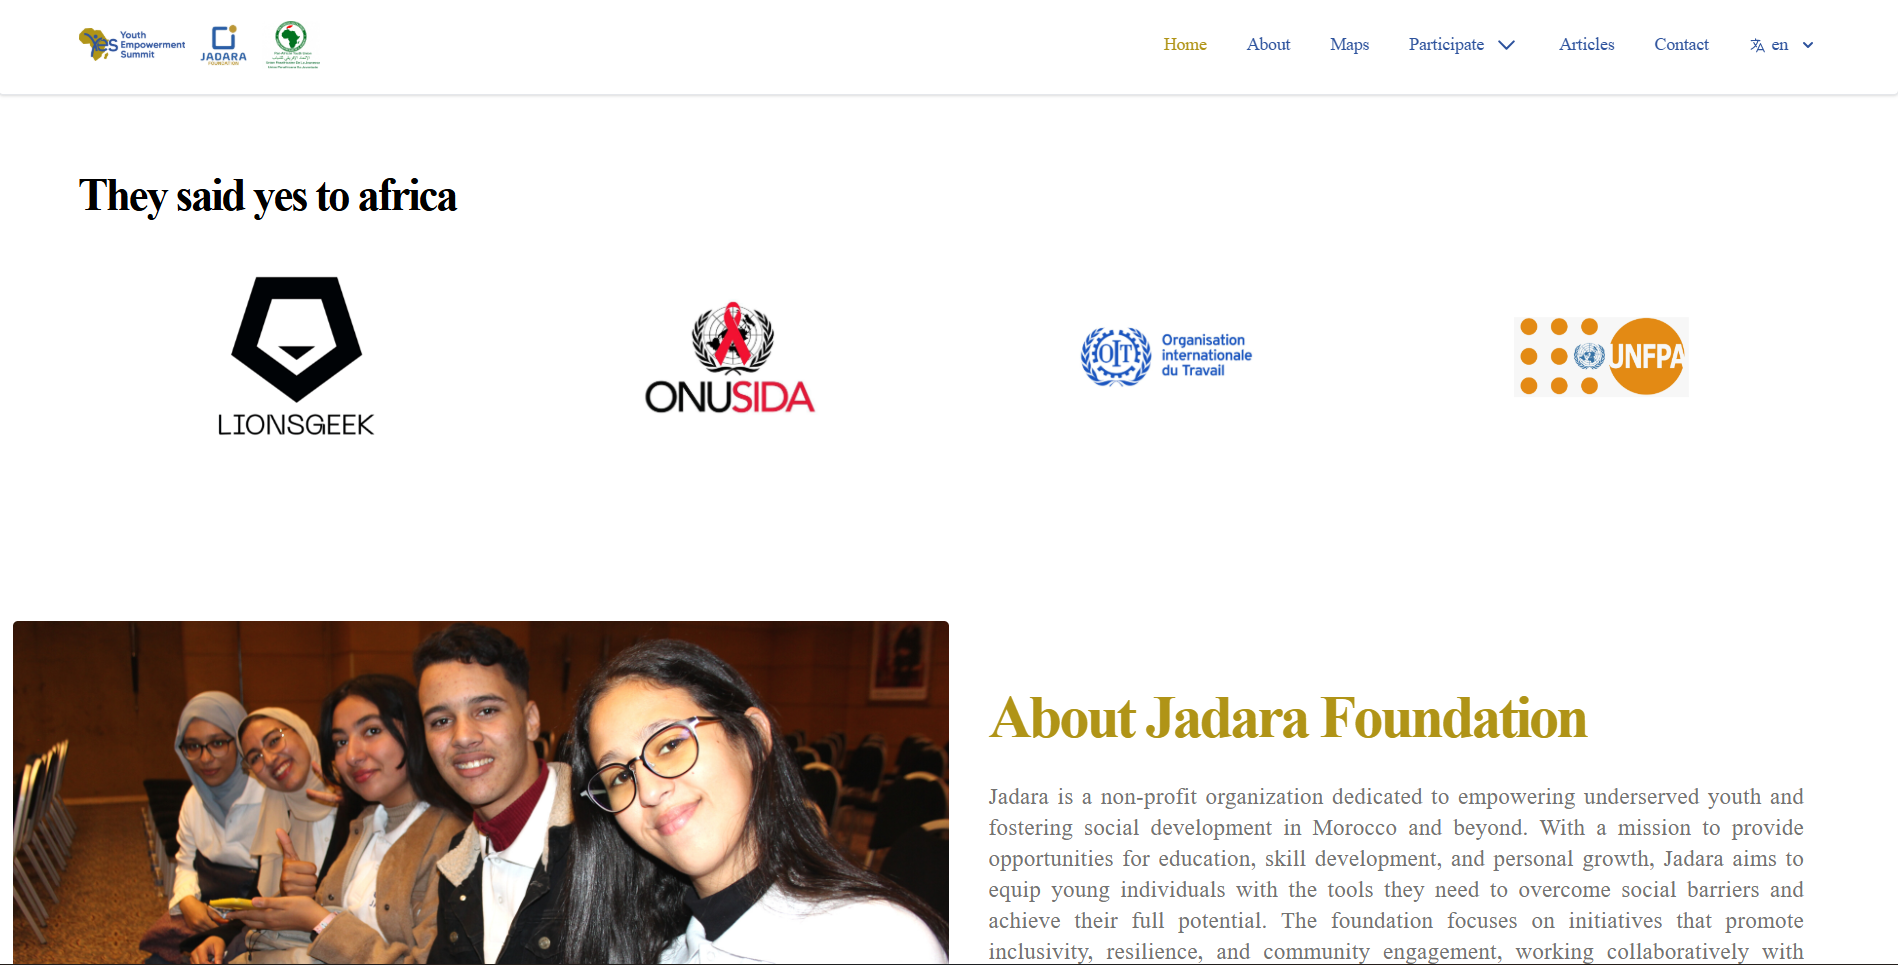 Yes Youth
Empowerment
Summit
JADARA
FOUNDATION
Home
About
Maps
Participate
Articles
Contact
en
They said yes to africa
LIONSGEEK
ONUSIDA
OIT
Organisation
internationale
du Travail
UNFPA
About Jadara Foundation
Jadara is a non-profit organization dedicated to empowering underserved youth and
fostering social development in Morocco and beyond. With a mission to provide
opportunities for education, skill development, and personal growth, Jadara aims to
equip young individuals with the tools they need to overcome social barriers and
achieve their full potential. The foundation focuses on initiatives that promote
inclusivity, resilience, and community engagement, working collaboratively with